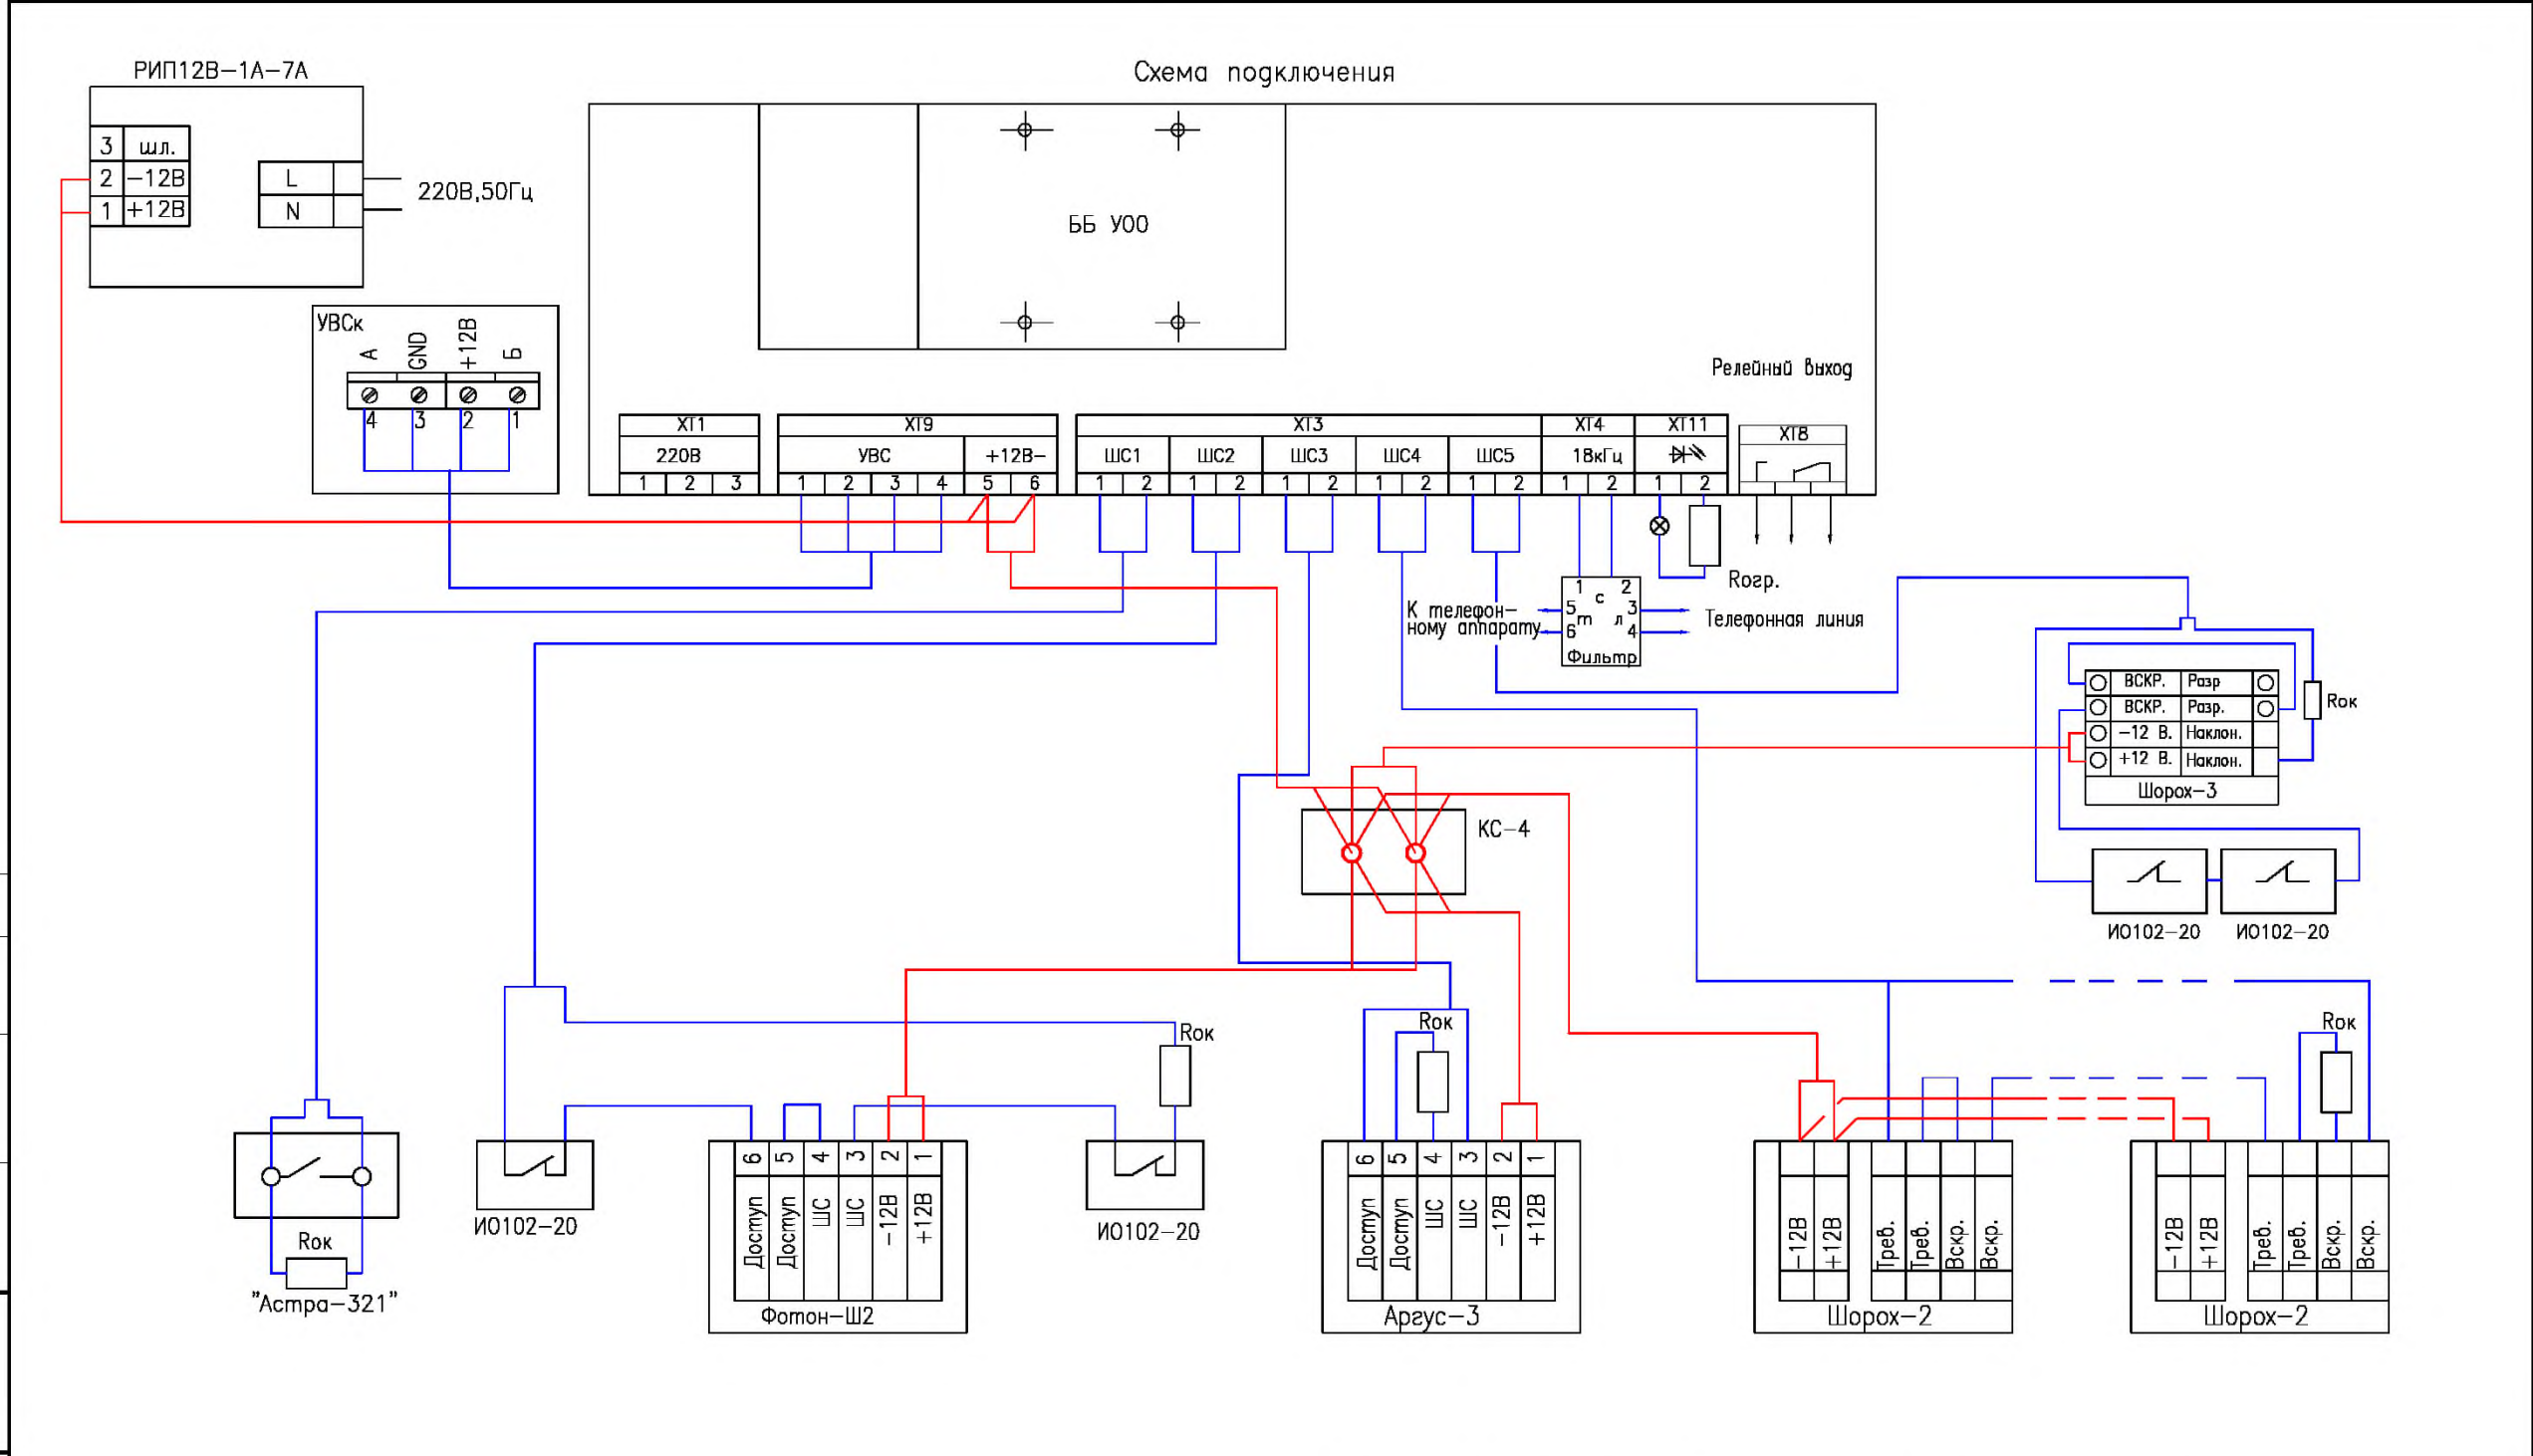 Схема подключения
РИП12В-1А-7А
3 шл.
2 -12В
1 +12В
L
N
220В,50Гц
УВСк
А GND +12В Б
4 3 2 1
ББ УОО
Релейный выход
ХТ1 ХТ9 ХТ3 ХТ4 ХТ11 ХТ8
220В УВС +12В- ШС1 ШС2 ШС3 ШС4 ШС5 18кГц
1 2 3 1 2 3 4 5 6 1 2 1 2 1 2 1 2 1 2 1 2 1 2
Rогр.
1 2
с
5 3
т л
6 4
Фильтр
К телефон-
ному аппарату
Телефонная линия
ВСКР. Разр
ВСКР. Разр.
-12 В. Наклон.
+12 В. Наклон.
Шорох-3
Rок
КС-4
ИО102-20 ИО102-20
Rок
"Астра-321"
ИО102-20
6 5 4 3 2 1
Доступ Доступ ШС ШС -12В +12В
Фотон-Ш2
Rок
ИО102-20
Rок
6 5 4 3 2 1
Доступ Доступ ШС ШС -12В +12В
Аргус-3
-12В +12В Трев. Трев. Вскр. Вскр.
Шорох-2
Rок
-12В +12В Трев. Трев. Вскр. Вскр.
Шорох-2